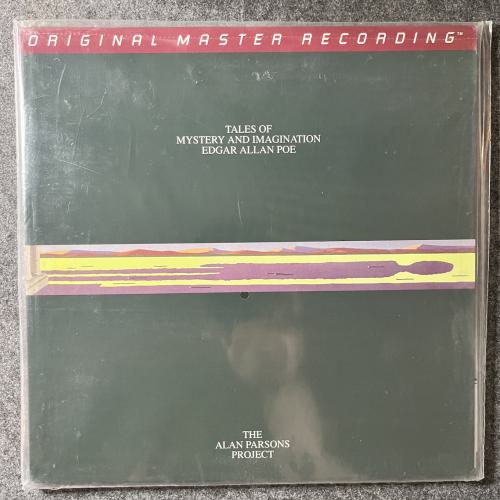 ORIGINAL MASTER RECORDING™
TALES OF
MYSTERY AND IMAGINATION
EDGAR ALLAN POE
THE
ALAN PARSONS
PROJECT